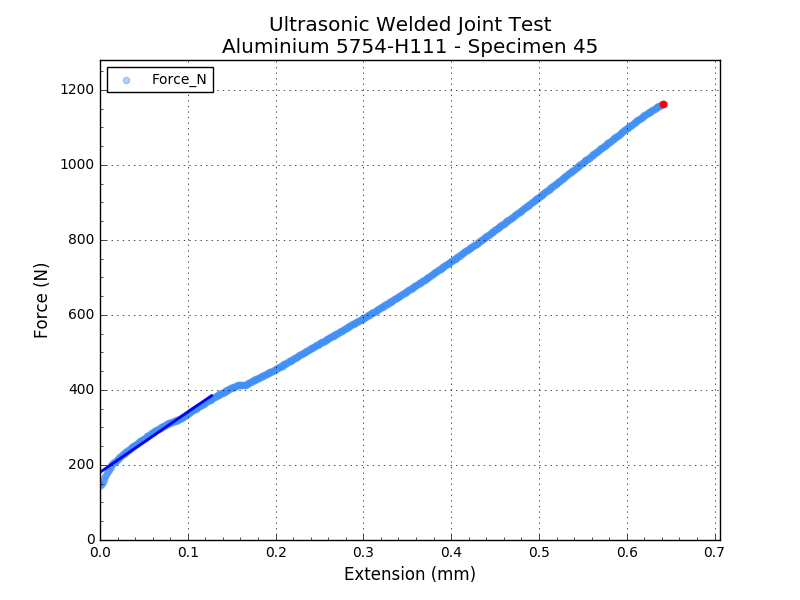 Ultrasonic Welded Joint Test
Aluminium 5754-H111 - Specimen 45
Force_N
1200
1000
800
600
400
200
0
Force (N)
0.0 0.1 0.2 0.3 0.4 0.5 0.6 0.7
Extension (mm)